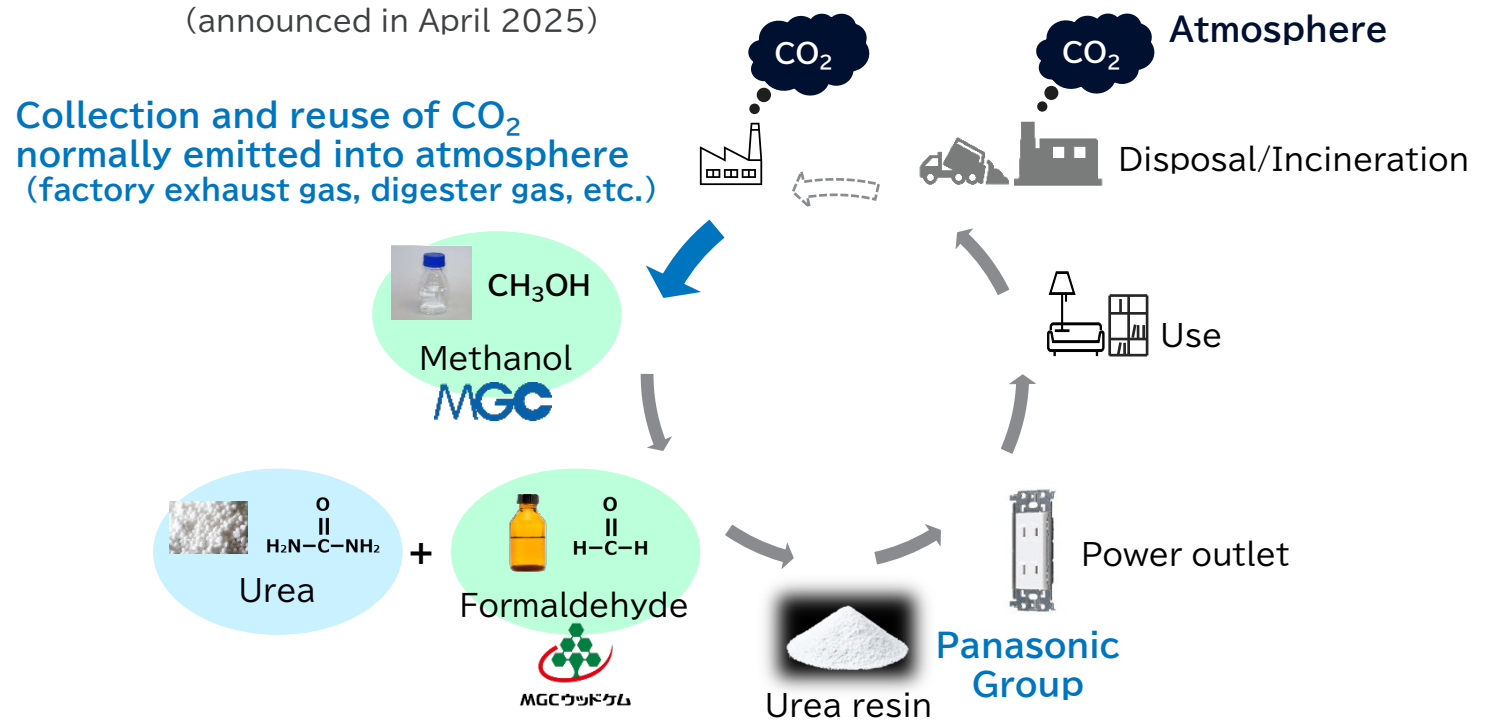 (announced in April 2025)
CO₂
CO₂
Atmosphere
Collection and reuse of CO₂
normally emitted into atmosphere
(factory exhaust gas, digester gas, etc.)
Disposal/Incineration
CH₃OH
Methanol
MGC
Use
O
H₂N–C–NH₂
Urea
+
O
H–C–H
Formaldehyde
MGCウッドケム
Power outlet
Panasonic
Group
Urea resin